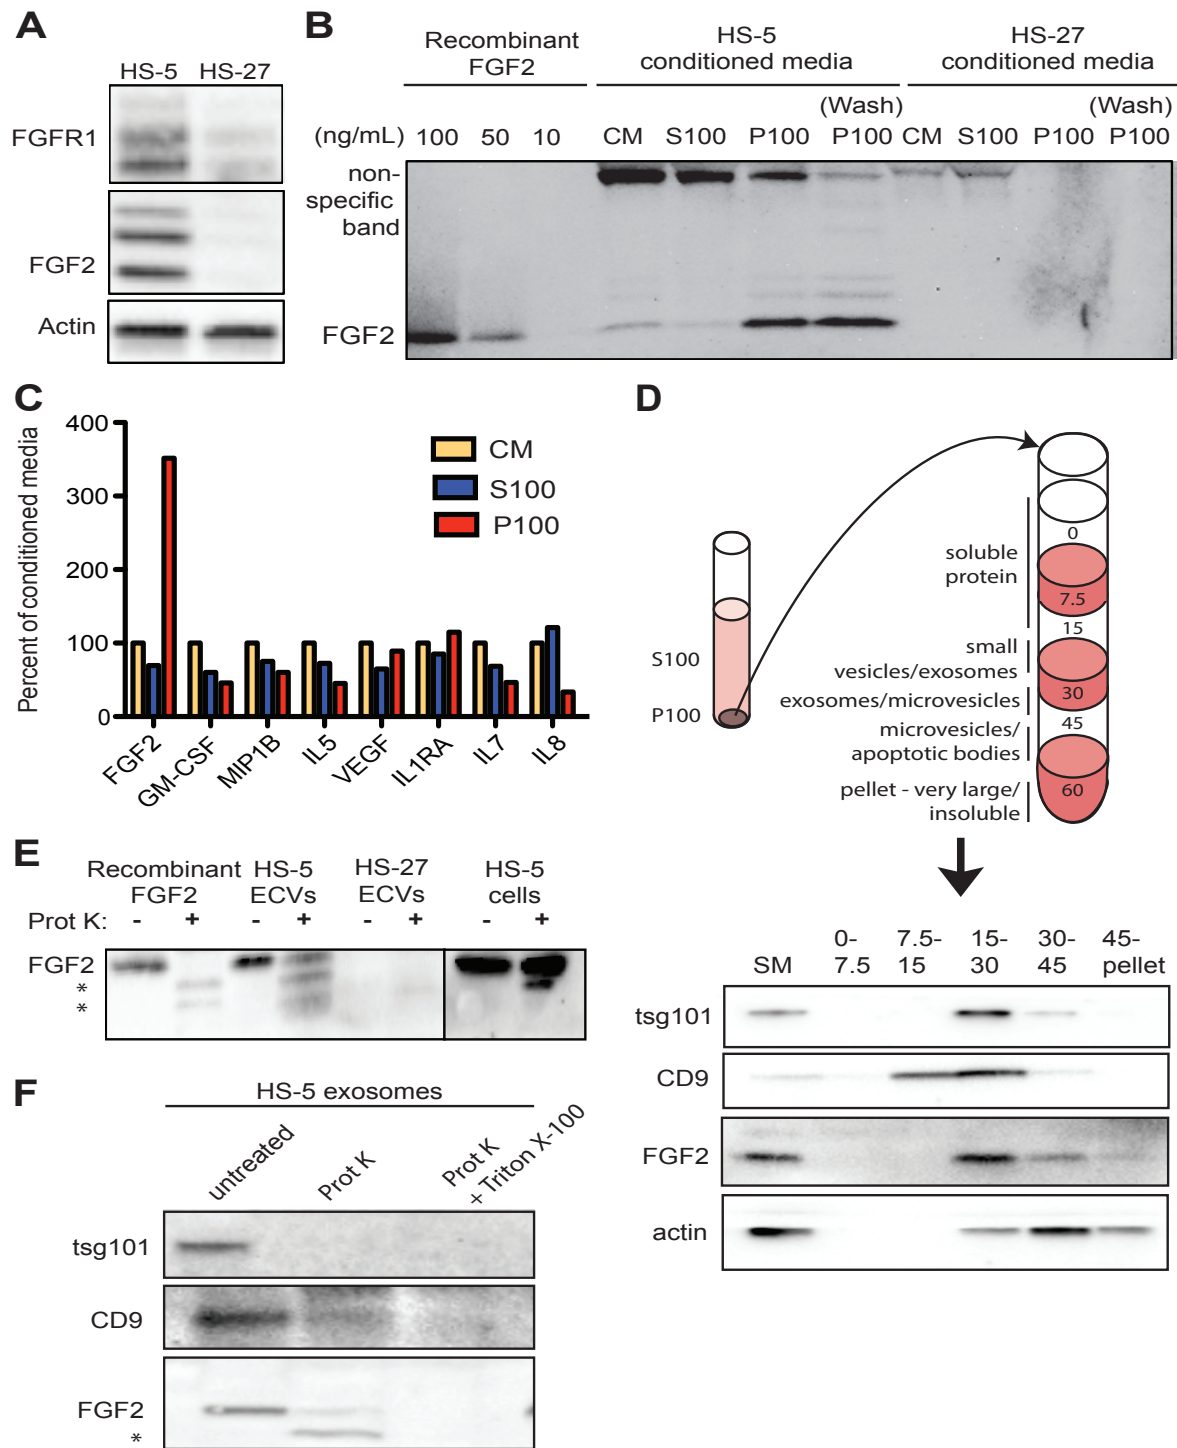 A
HS-5 HS-27
FGFR1
FGF2
Actin
B
Recombinant
FGF2
HS-5
conditioned media
HS-27
conditioned media
(Wash) (Wash)
(ng/mL) 100 50 10 CM S100 P100 P100 CM S100 P100 P100
non-
specific
band
FGF2
C
Percent of conditioned media
400
300
200
100
0
CM
S100
P100
FGF2 GM-CSF MIP1B IL5 VEGF IL1RA IL7 IL8
D
S100
P100
soluble
protein
small
vesicles/exosomes
exosomes/microvesicles
microvesicles/
apoptotic bodies
pellet - very large/
insoluble
0
7.5
15
30
45
60
SM 0-7.5 7.5-15 15-30 30-45 45-pellet
tsg101
CD9
FGF2
actin
E
Recombinant
FGF2
HS-5
ECVs
HS-27
ECVs
HS-5
cells
Prot K: - + - + - + - +
FGF2
*
*
F
HS-5 exosomes
untreated
Prot K
Prot K
+ Triton X-100
tsg101
CD9
FGF2
*